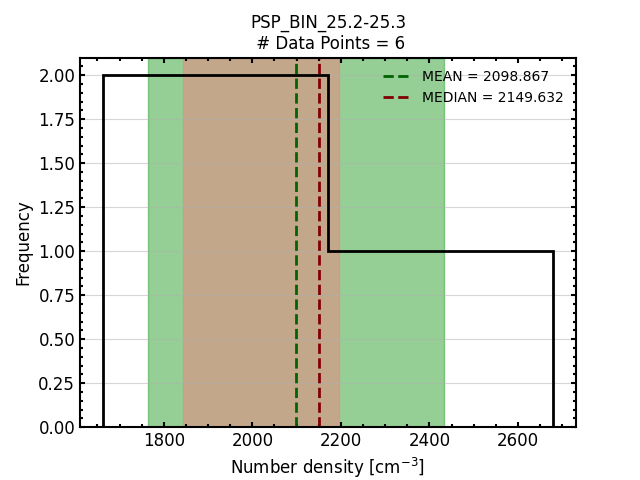 PSP_BIN_25.2-25.3
# Data Points = 6
MEAN = 2098.867
MEDIAN = 2149.632
Frequency
2.00
1.75
1.50
1.25
1.00
0.75
0.50
0.25
0.00
1800 2000 2200 2400 2600
Number density [cm⁻³]